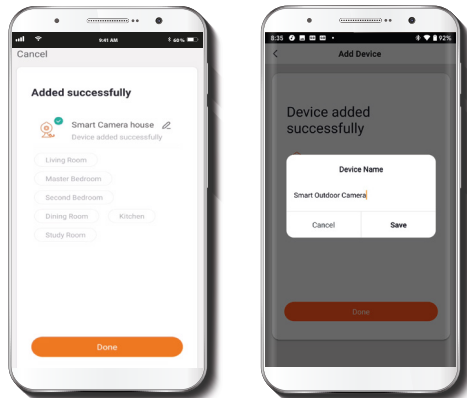 9:41 AM
60%
Cancel
Added successfully
Smart Camera house
Device added successfully
Living Room
Master Bedroom
Second Bedroom
Dining Room
Kitchen
Study Room
Done
8:35
92%
Add Device
Device added
successfully
Device Name
Smart Outdoor Camera
Cancel
Save
Done